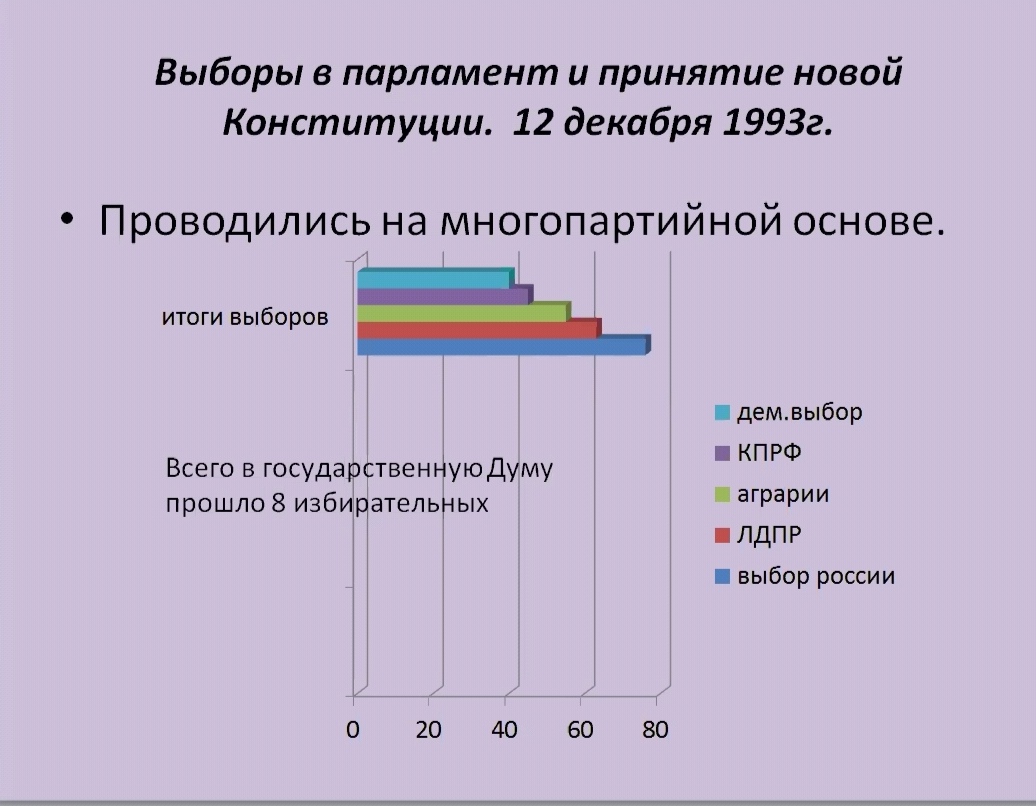 Выборы в парламент и принятие новой
Конституции. 12 декабря 1993г.
• Проводились на многопартийной основе.
итоги выборов
Всего в государственную Думу
прошло 8 избирательных
дем.выбор
КПРФ
аграрии
ЛДПР
выбор россии
0 20 40 60 80